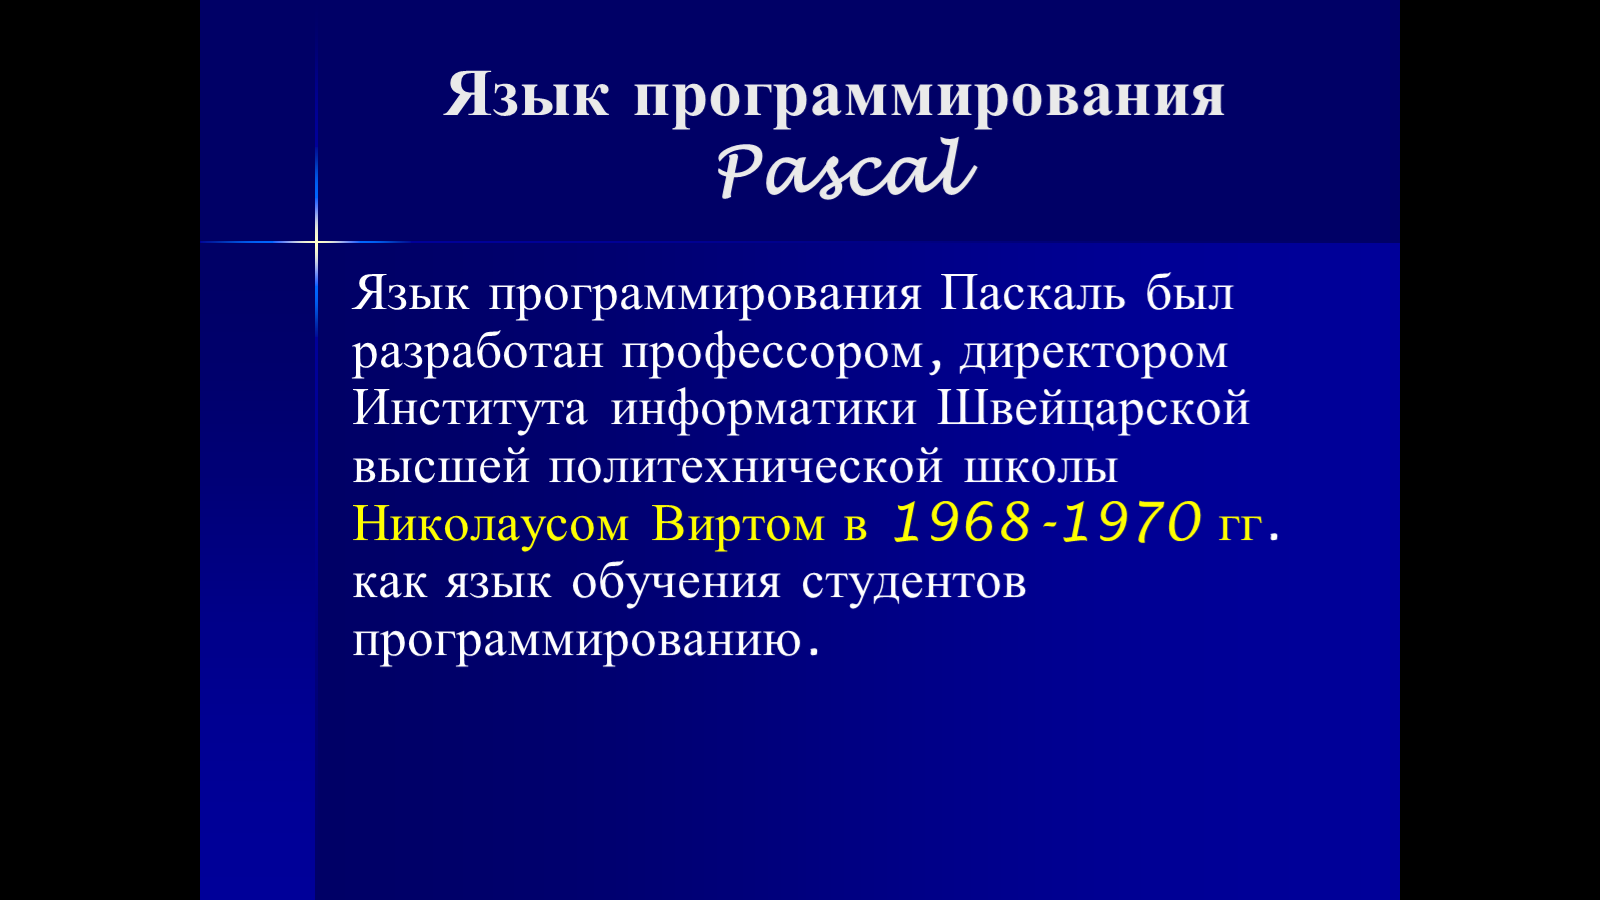 Язык программирования
Pascal
Язык программирования Паскаль был
разработан профессором, директором
Института информатики Швейцарской
высшей политехнической школы
Николаусом Виртом в 1968-1970 гг.
как язык обучения студентов
программированию.